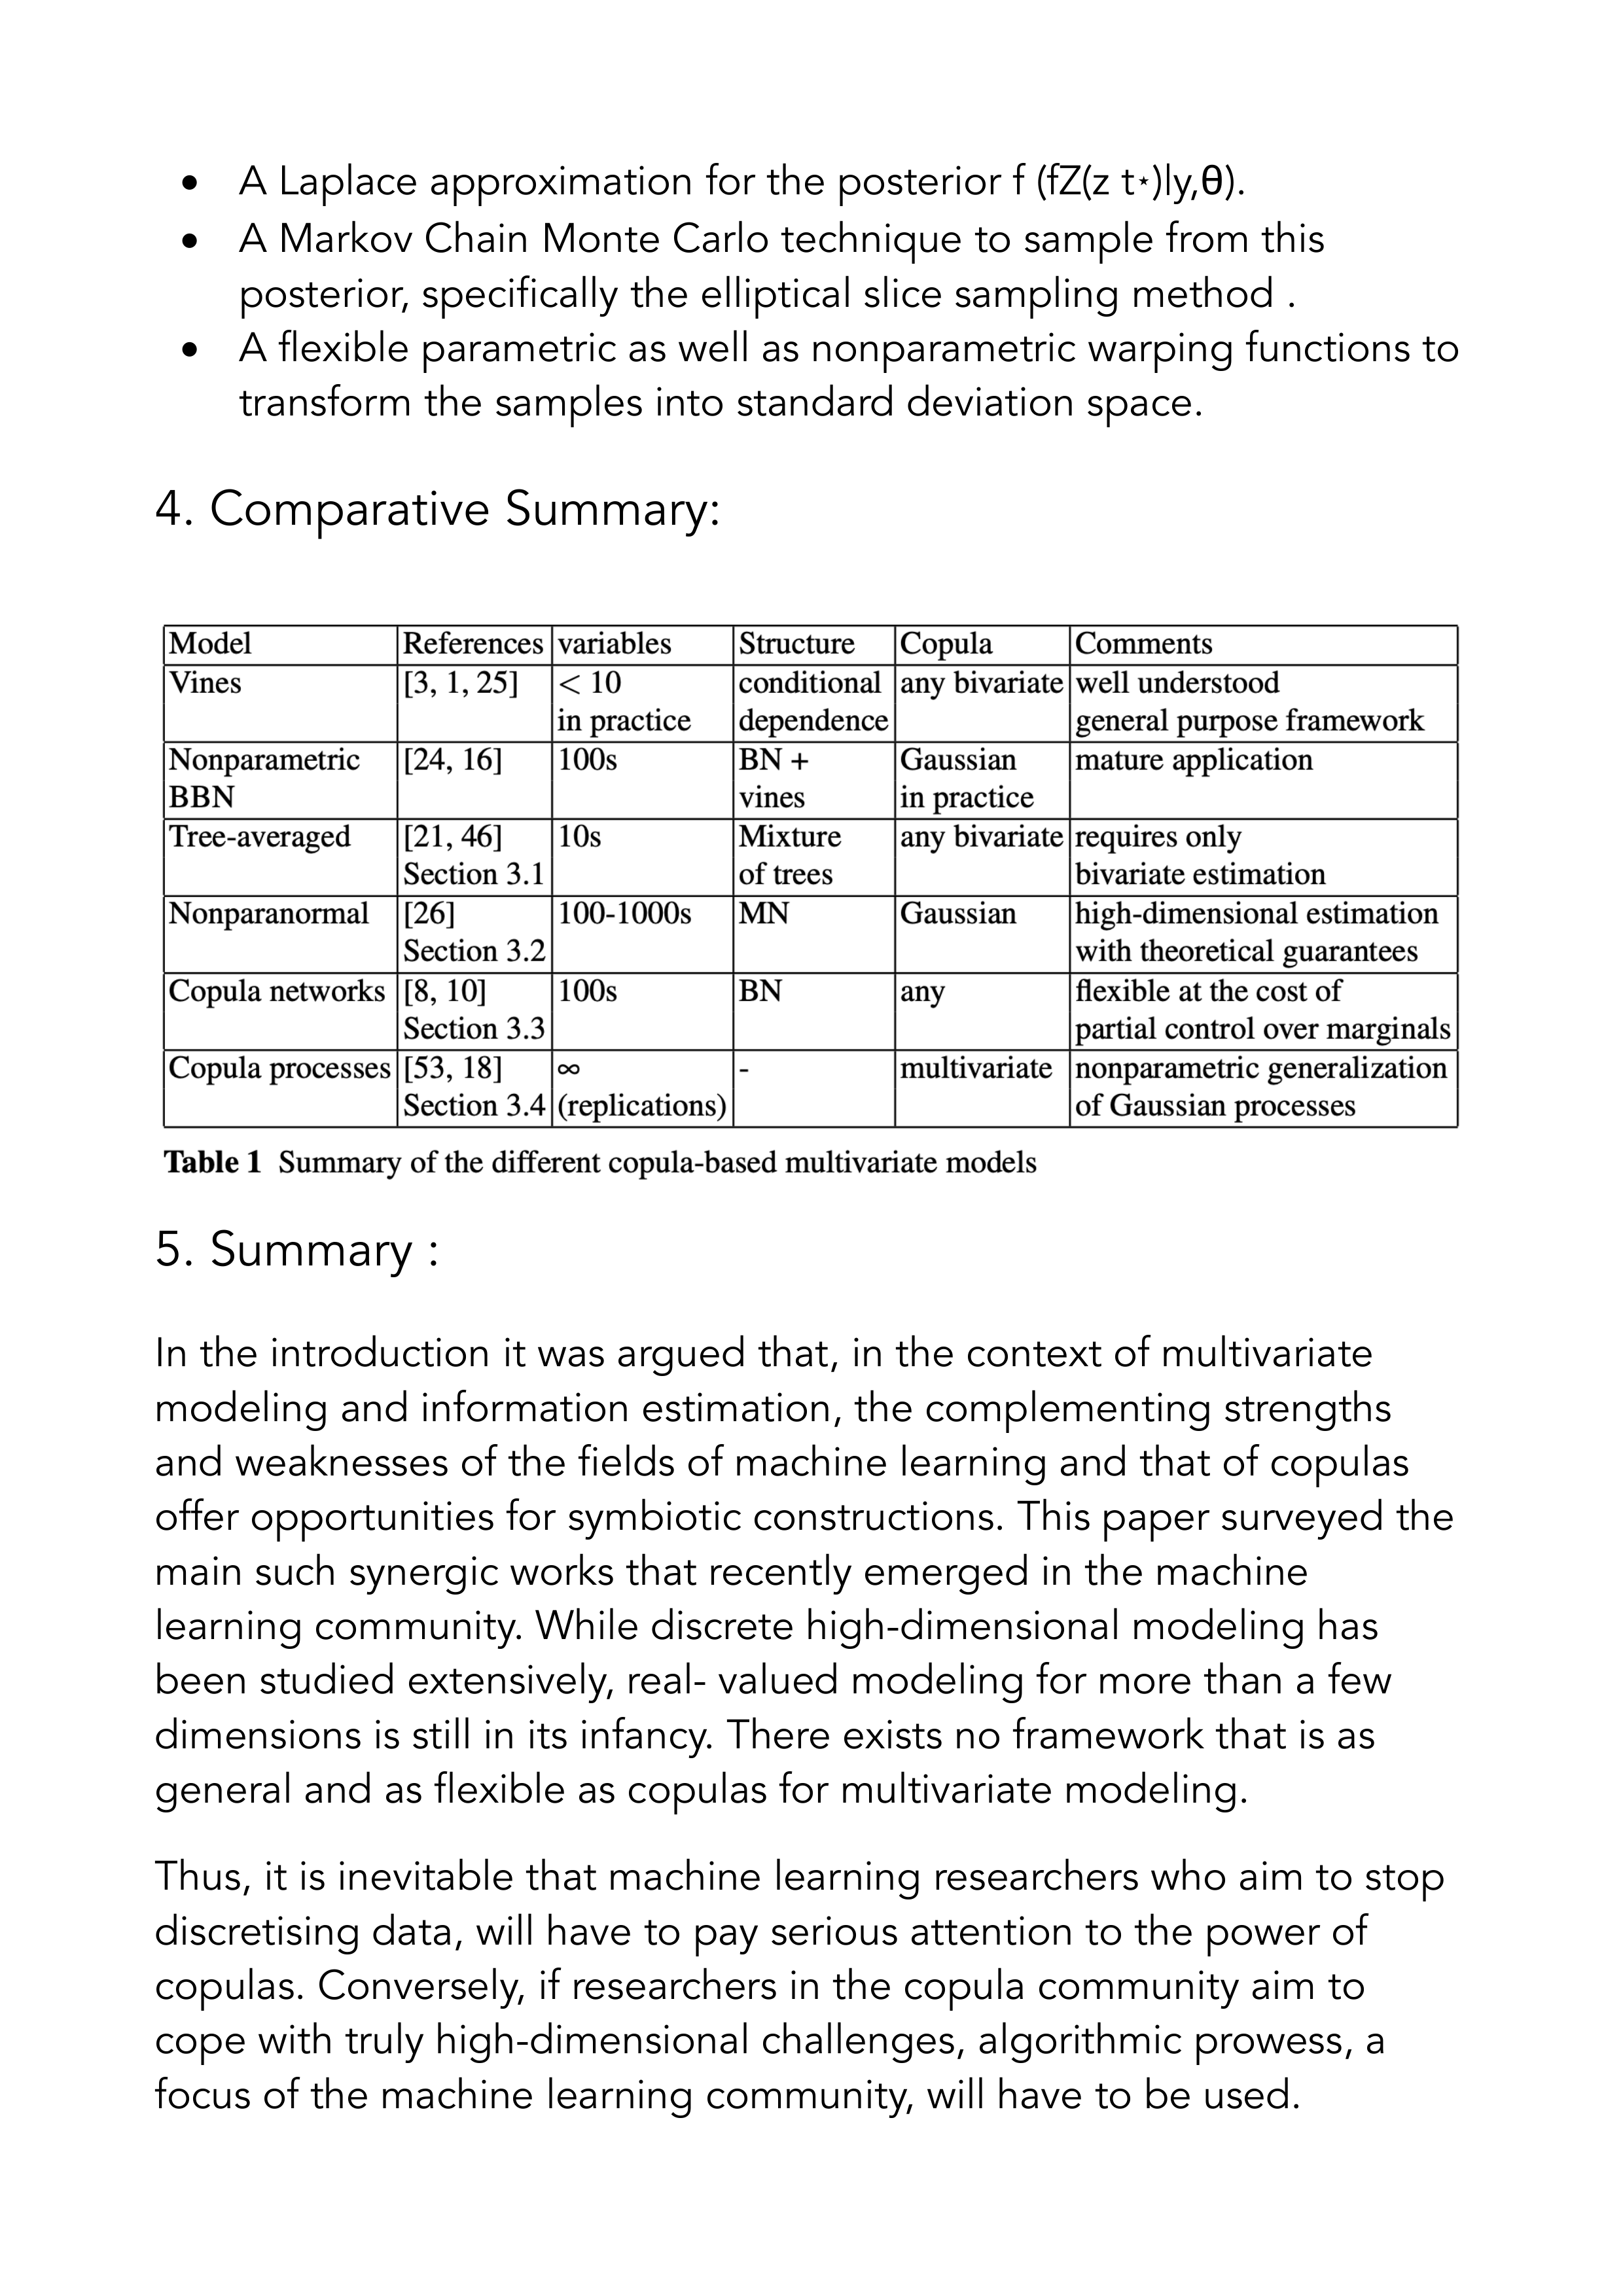 • A Laplace approximation for the posterior f (fZ(z t⋆)|y,θ).
• A Markov Chain Monte Carlo technique to sample from this
posterior, specifically the elliptical slice sampling method .
• A flexible parametric as well as nonparametric warping functions to
transform the samples into standard deviation space.
4. Comparative Summary:
Model References variables Structure Copula Comments
Vines [3, 1, 25] < 10 conditional any bivariate well understood
in practice dependence general purpose framework
Nonparametric [24, 16] 100s BN + Gaussian mature application
BBN vines in practice
Tree-averaged [21, 46] 10s Mixture any bivariate requires only
Section 3.1 of trees bivariate estimation
Nonparanormal [26] 100-1000s MN Gaussian high-dimensional estimation
Section 3.2 with theoretical guarantees
Copula networks [8, 10] 100s BN any flexible at the cost of
Section 3.3 partial control over marginals
Copula processes [53, 18] ∞ - multivariate nonparametric generalization
Section 3.4 (replications) of Gaussian processes
Table 1 Summary of the different copula-based multivariate models
5. Summary :
In the introduction it was argued that, in the context of multivariate
modeling and information estimation, the complementing strengths
and weaknesses of the fields of machine learning and that of copulas
offer opportunities for symbiotic constructions. This paper surveyed the
main such synergic works that recently emerged in the machine
learning community. While discrete high-dimensional modeling has
been studied extensively, real- valued modeling for more than a few
dimensions is still in its infancy. There exists no framework that is as
general and as flexible as copulas for multivariate modeling.
Thus, it is inevitable that machine learning researchers who aim to stop
discretising data, will have to pay serious attention to the power of
copulas. Conversely, if researchers in the copula community aim to
cope with truly high-dimensional challenges, algorithmic prowess, a
focus of the machine learning community, will have to be used.